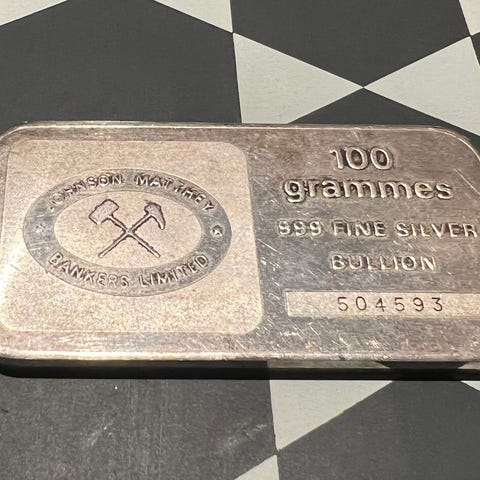 JOHNSON MATTHEY
BANKERS LIMITED
100
grammes
999 FINE SILVER
BULLION
504593